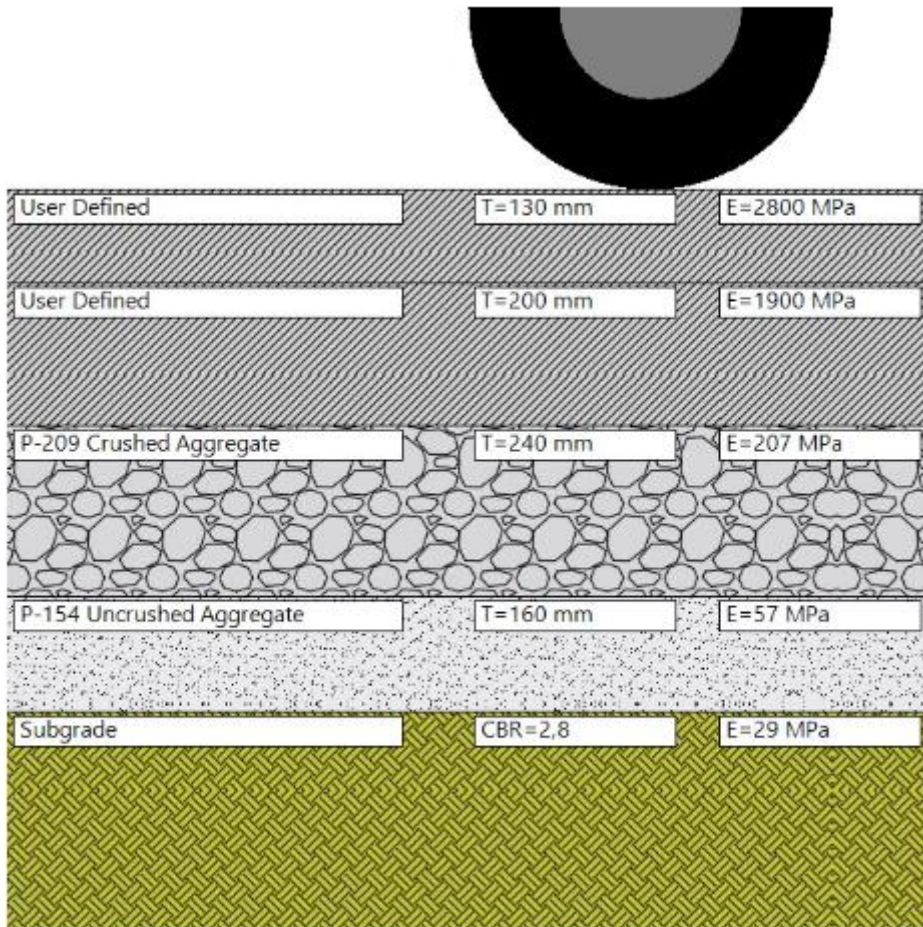 User Defined T=130 mm E=2800 MPa
User Defined T=200 mm E=1900 MPa
P-209 Crushed Aggregate T=240 mm E=207 MPa
P-154 Uncrushed Aggregate T=160 mm E=57 MPa
Subgrade CBR=2,8 E=29 MPa